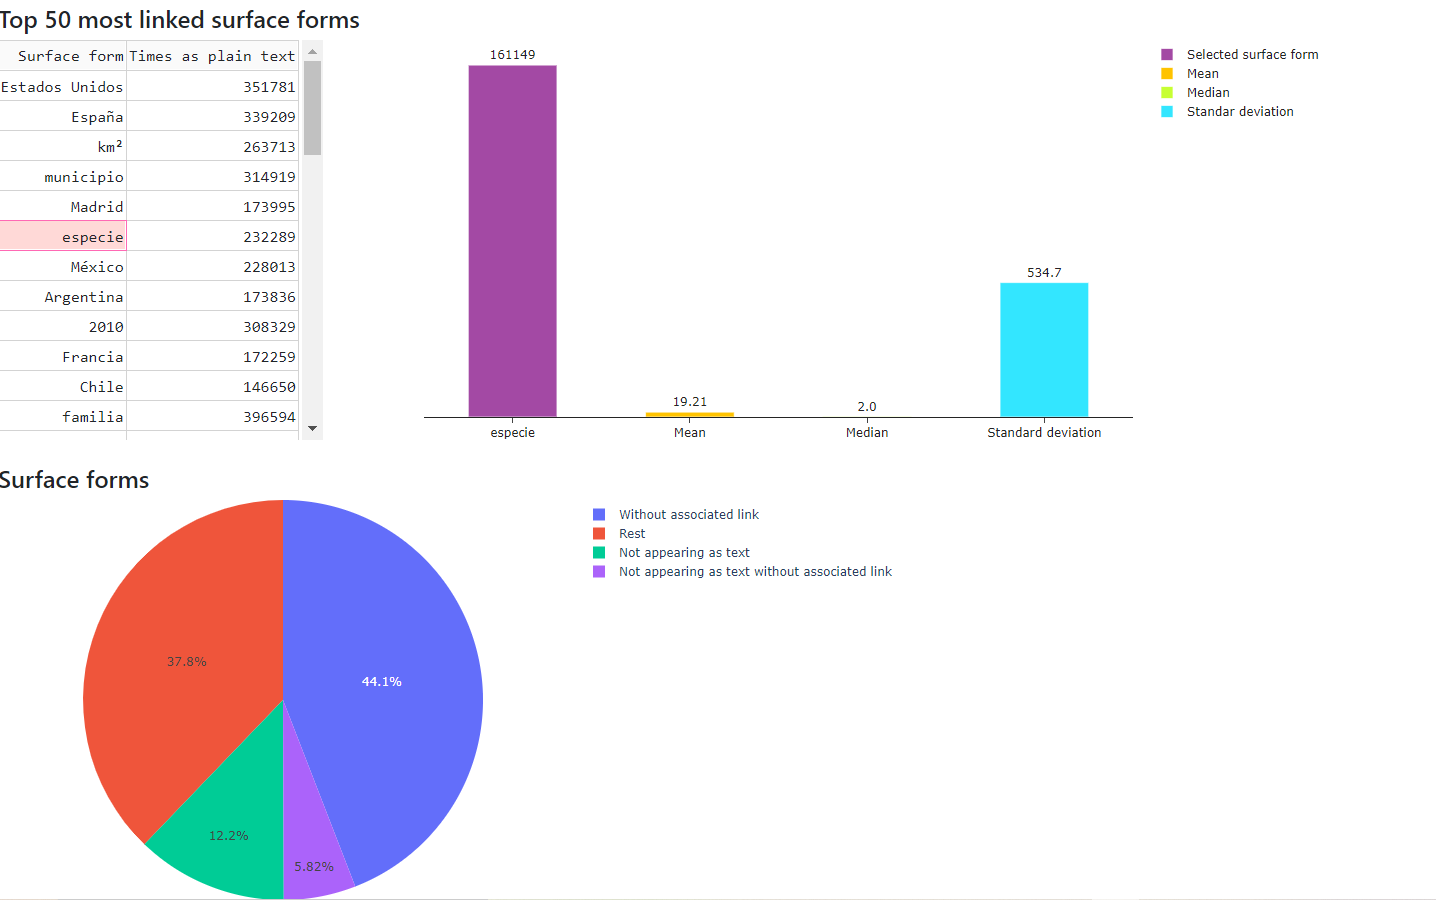 Top 50 most linked surface forms
Surface form Times as plain text
Estados Unidos 351781
España 339209
km² 263713
municipio 314919
Madrid 173995
especie 232289
México 228013
Argentina 173836
2010 308329
Francia 172259
Chile 146650
familia 396594
161149
19.21
2.0
534.7
especie Mean Median Standard deviation
Selected surface form
Mean
Median
Standar deviation
Surface forms
37.8%
44.1%
12.2%
5.82%
Without associated link
Rest
Not appearing as text
Not appearing as text without associated link